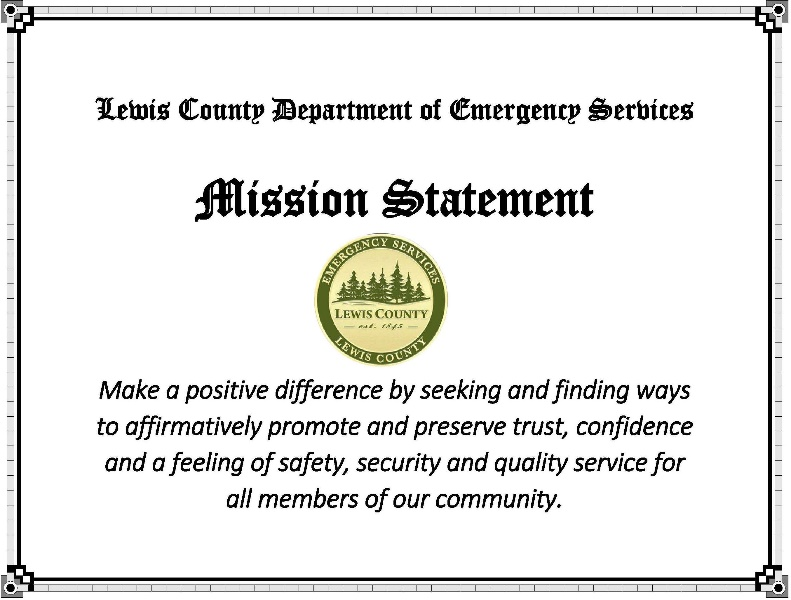 Lewis County Department of Emergency Services
Mission Statement
EMERGENCY SERVICES
LEWIS COUNTY
est. 1845
LEWIS COUNTY
Make a positive difference by seeking and finding ways
to affirmatively promote and preserve trust, confidence
and a feeling of safety, security and quality service for
all members of our community.